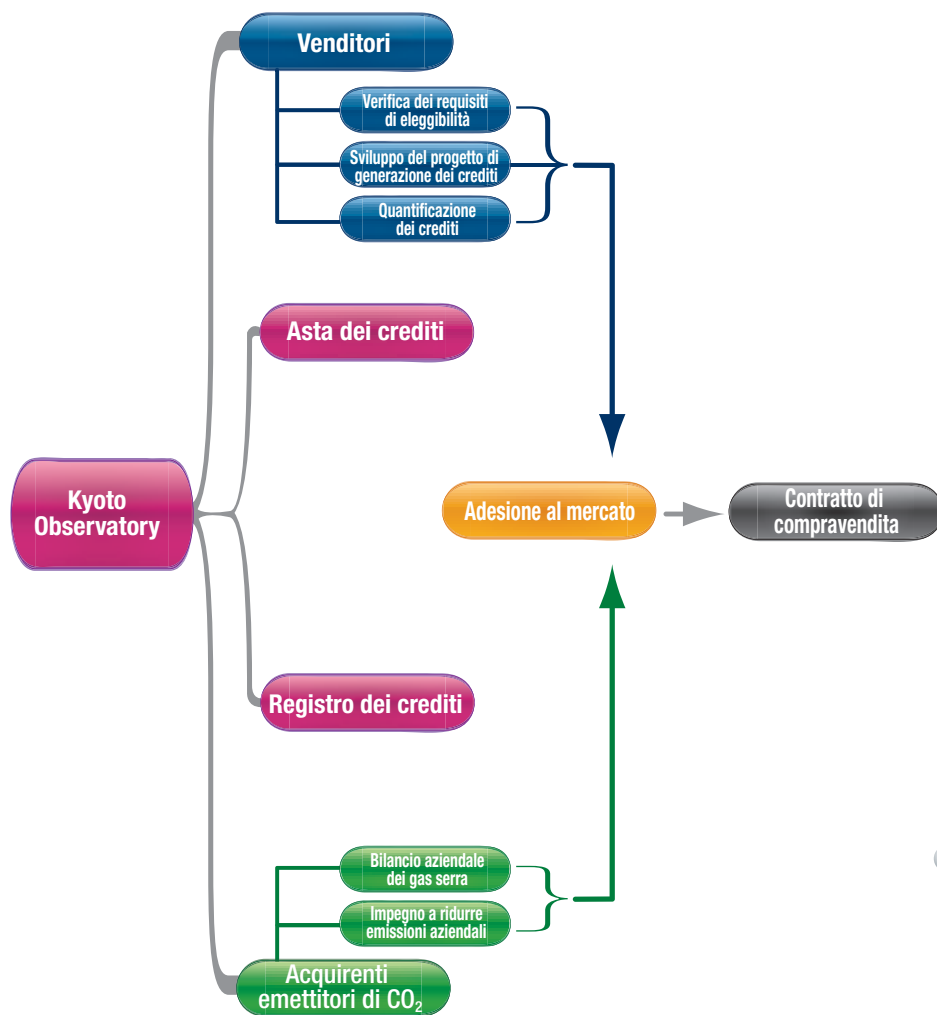 Venditori
Verifica dei requisiti
di eleggibilità
Sviluppo del progetto di
generazione dei crediti
Quantificazione
dei crediti
Asta dei crediti
Kyoto
Observatory
Adesione al mercato
Contratto di
compravendita
Registro dei crediti
Bilancio aziendale
dei gas serra
Impegno a ridurre
emissioni aziendali
Acquirenti
emettitori di CO₂